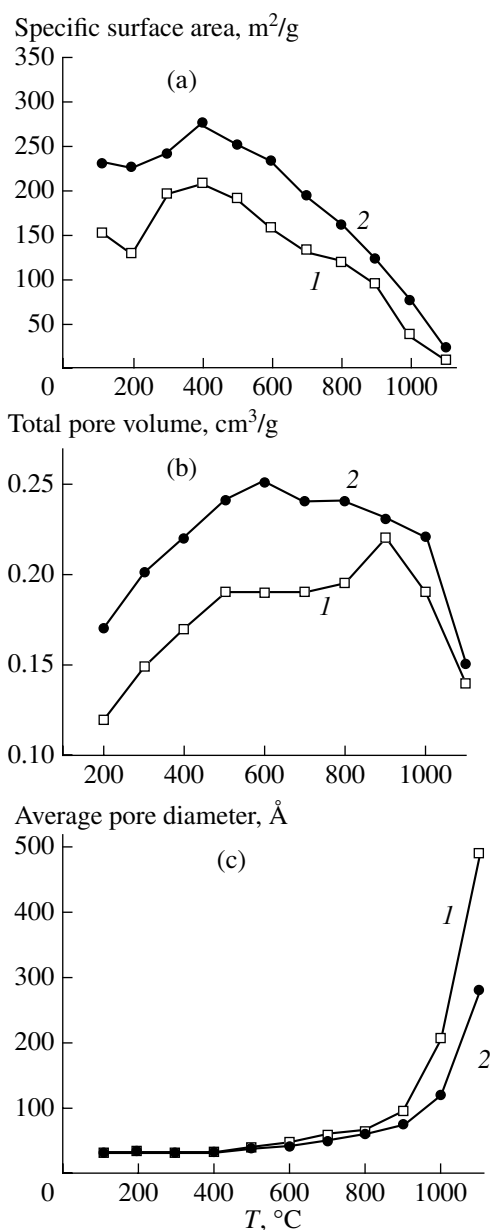 Specific surface area, m²/g
350
(a)
300
250
200
2
150
1
100
50
0
200 400 600 800 1000
Total pore volume, cm³/g
(b)
2
0.25
0.20
1
0.15
0.10
200 400 600 800 1000
Average pore diameter, Å
500
(c)
1
400
300
2
200
100
0
200 400 600 800 1000
T, °C